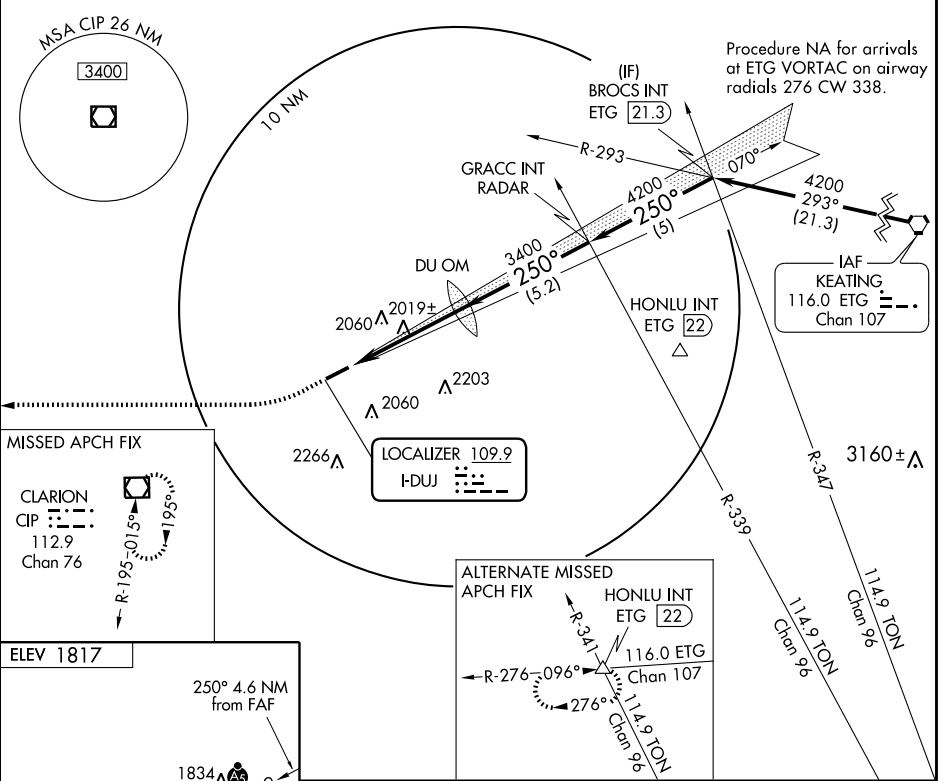 MSA CIP 26 NM
3400
10 NM
Procedure NA for arrivals
at ETG VORTAC on airway
radials 276 CW 338.
(IF)
BROCS INT
ETG 21.3
R-293
070°
GRACC INT
RADAR
4200
250°
(5)
4200
293°
(21.3)
3400
250°
(5.2)
DU OM
IAF
KEATING
116.0 ETG
Chan 107
HONLU INT
ETG 22
2060
2019±
2203
2060
2266
LOCALIZER 109.9
I-DUJ
3160±
R-347
R-339
114.9 TON
Chan 96
114.9 TON
Chan 96
MISSED APCH FIX
CLARION
CIP
112.9
Chan 76
R-195
015°
195°
ALTERNATE MISSED
APCH FIX
HONLU INT
ETG 22
R-341
116.0 ETG
Chan 107
R-276
096°
276°
114.9 TON
Chan 96
ELEV 1817
250° 4.6 NM
from FAF
1834
A5